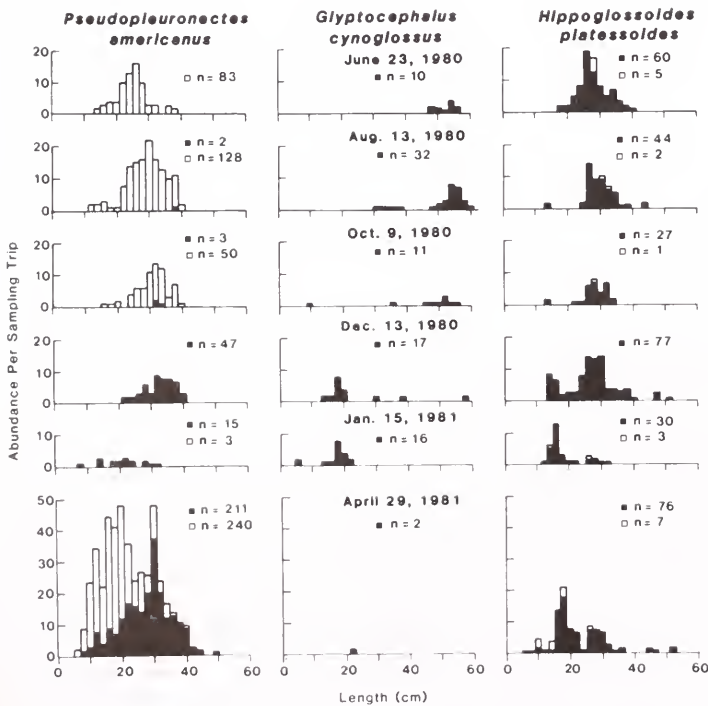 Pseudopleuronectes americanus
Glyptocephalus cynoglossus
Hippoglossoides platessoides
Abundance Per Sampling Trip
June 23, 1980
20
10
0
□ n = 83
■ n = 10
■ n = 60
□ n = 5
Aug. 13, 1980
20
10
0
■ n = 2
□ n = 128
■ n = 32
■ n = 44
□ n = 2
Oct. 9, 1980
20
10
0
■ n = 3
□ n = 50
■ n = 11
■ n = 27
□ n = 1
Dec. 13, 1980
20
10
0
■ n = 47
■ n = 17
■ n = 77
Jan. 15, 1981
10
0
■ n = 15
□ n = 3
■ n = 16
■ n = 30
□ n = 3
April 29, 1981
50
40
30
20
10
0
■ n = 211
□ n = 240
■ n = 2
■ n = 76
□ n = 7
0 20 40 60
0 20 40 60
0 20 40 60
Length (cm)